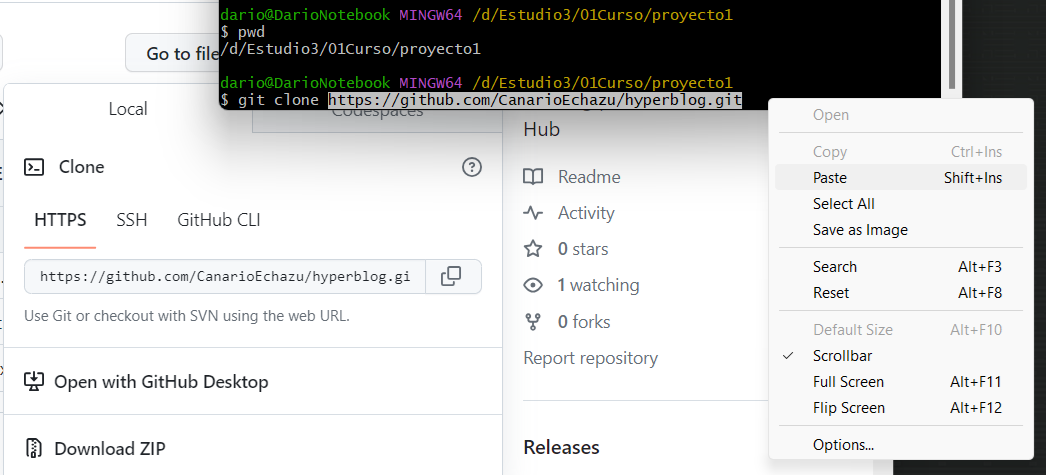 dario@DarioNotebook MINGW64 /d/Estudio3/01Curso/proyecto1
$ pwd
/d/Estudio3/01Curso/proyecto1
dario@DarioNotebook MINGW64 /d/Estudio3/01Curso/proyecto1
$ git clone https://github.com/CanarioEchazu/hyperblog.git
Go to file
Local
Codespaces
Clone
HTTPS SSH GitHub CLI
https://github.com/CanarioEchazu/hyperblog.gi
Use Git or checkout with SVN using the web URL.
Open with GitHub Desktop
Download ZIP
Hub
Readme
Activity
0 stars
1 watching
0 forks
Report repository
Releases
Open
Copy Ctrl+Ins
Paste Shift+Ins
Select All
Save as Image
Search Alt+F3
Reset Alt+F8
Default Size Alt+F10
Scrollbar
Full Screen Alt+F11
Flip Screen Alt+F12
Options...